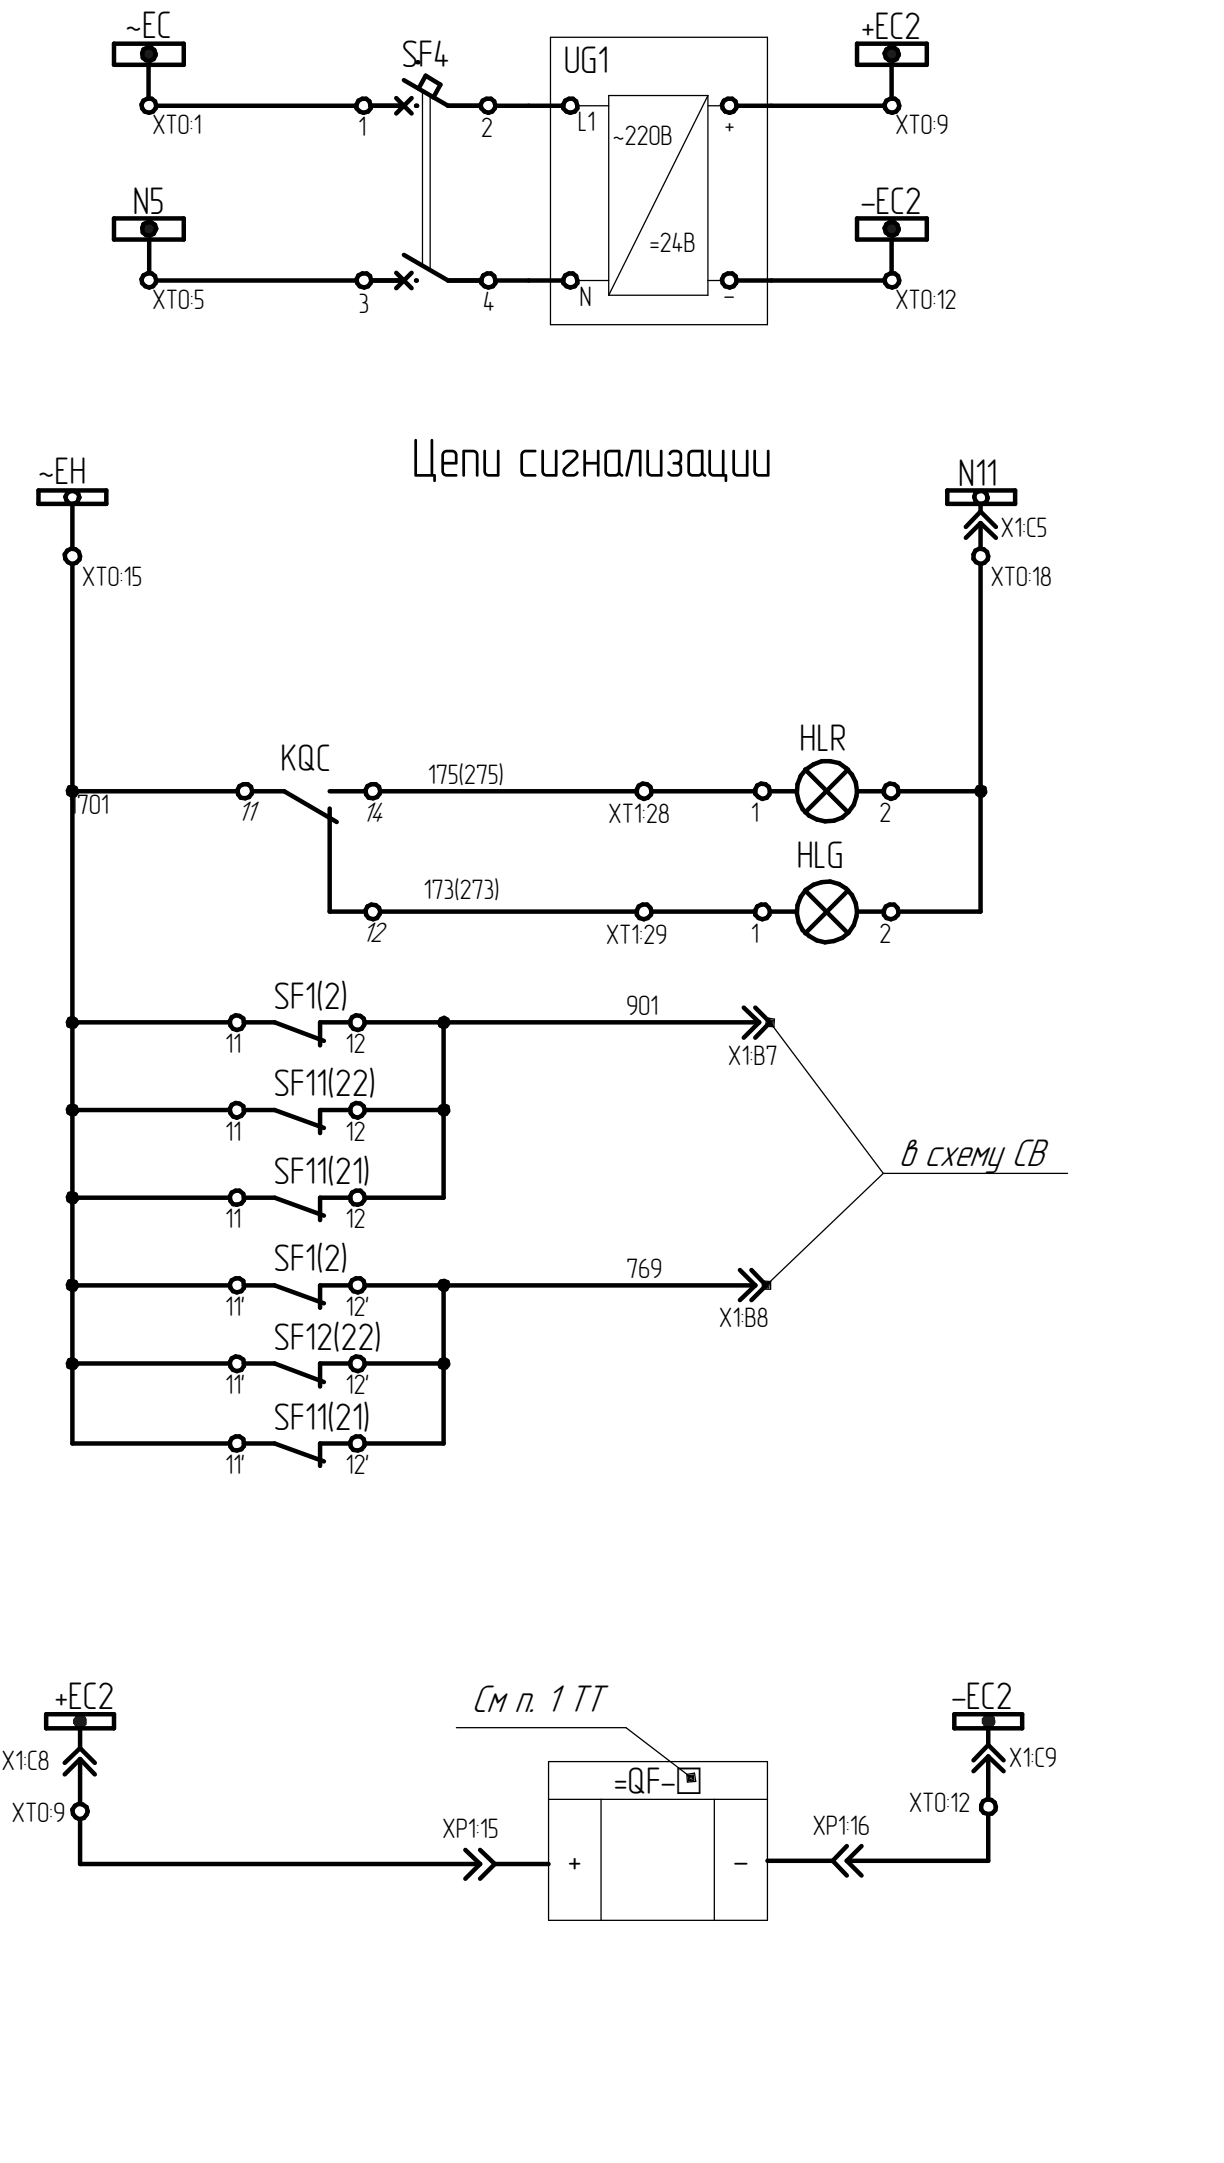 ~EC
SF4
UG1
+EC2
XT0:1
1
2
L1
~220В
+
XT0:9
N5
-EC2
=24В
XT0:5
3
4
N
-
XT0:12
Цепи сигнализации
~EH
N11
X1:C5
XT0:15
XT0:18
KQC
175(275)
HLR
701
11
14
XT1:28
1
2
173(273)
HLG
12
XT1:29
1
2
SF1(2)
901
11
12
X1:B7
SF11(22)
11
12
в схему СВ
SF11(21)
11
12
SF1(2)
769
11'
12'
X1:B8
SF12(22)
11'
12'
SF11(21)
11'
12'
+EC2
См п. 1 ТТ
-EC2
X1:C8
X1:C9
=QF-
XT0:9
XT0:12
XP1:15
XP1:16
+
-